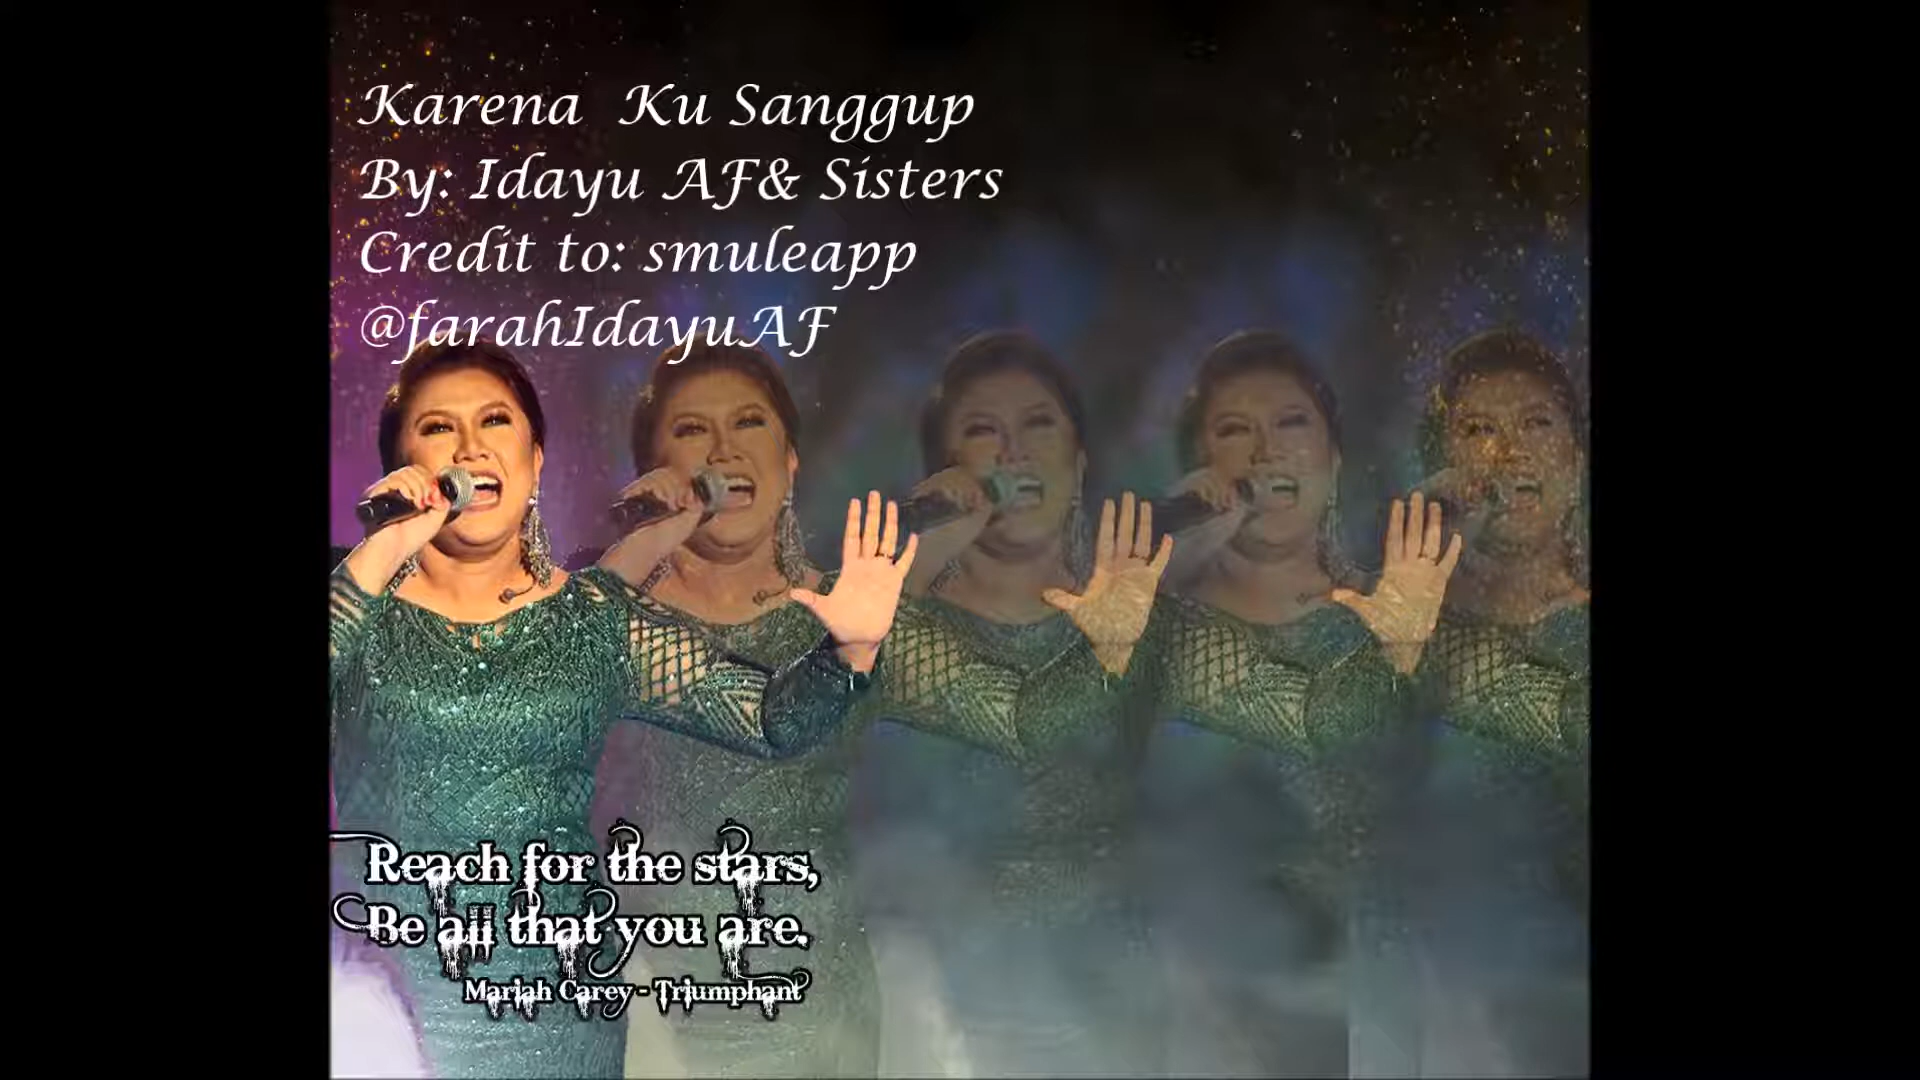 Karena Ku Sanggup
By: Idayu AF& Sisters
Credit to: smuleapp
@farahIdayuAF
Reach for the stars,
Be all that you are.
Mariah Carey - Triumphant